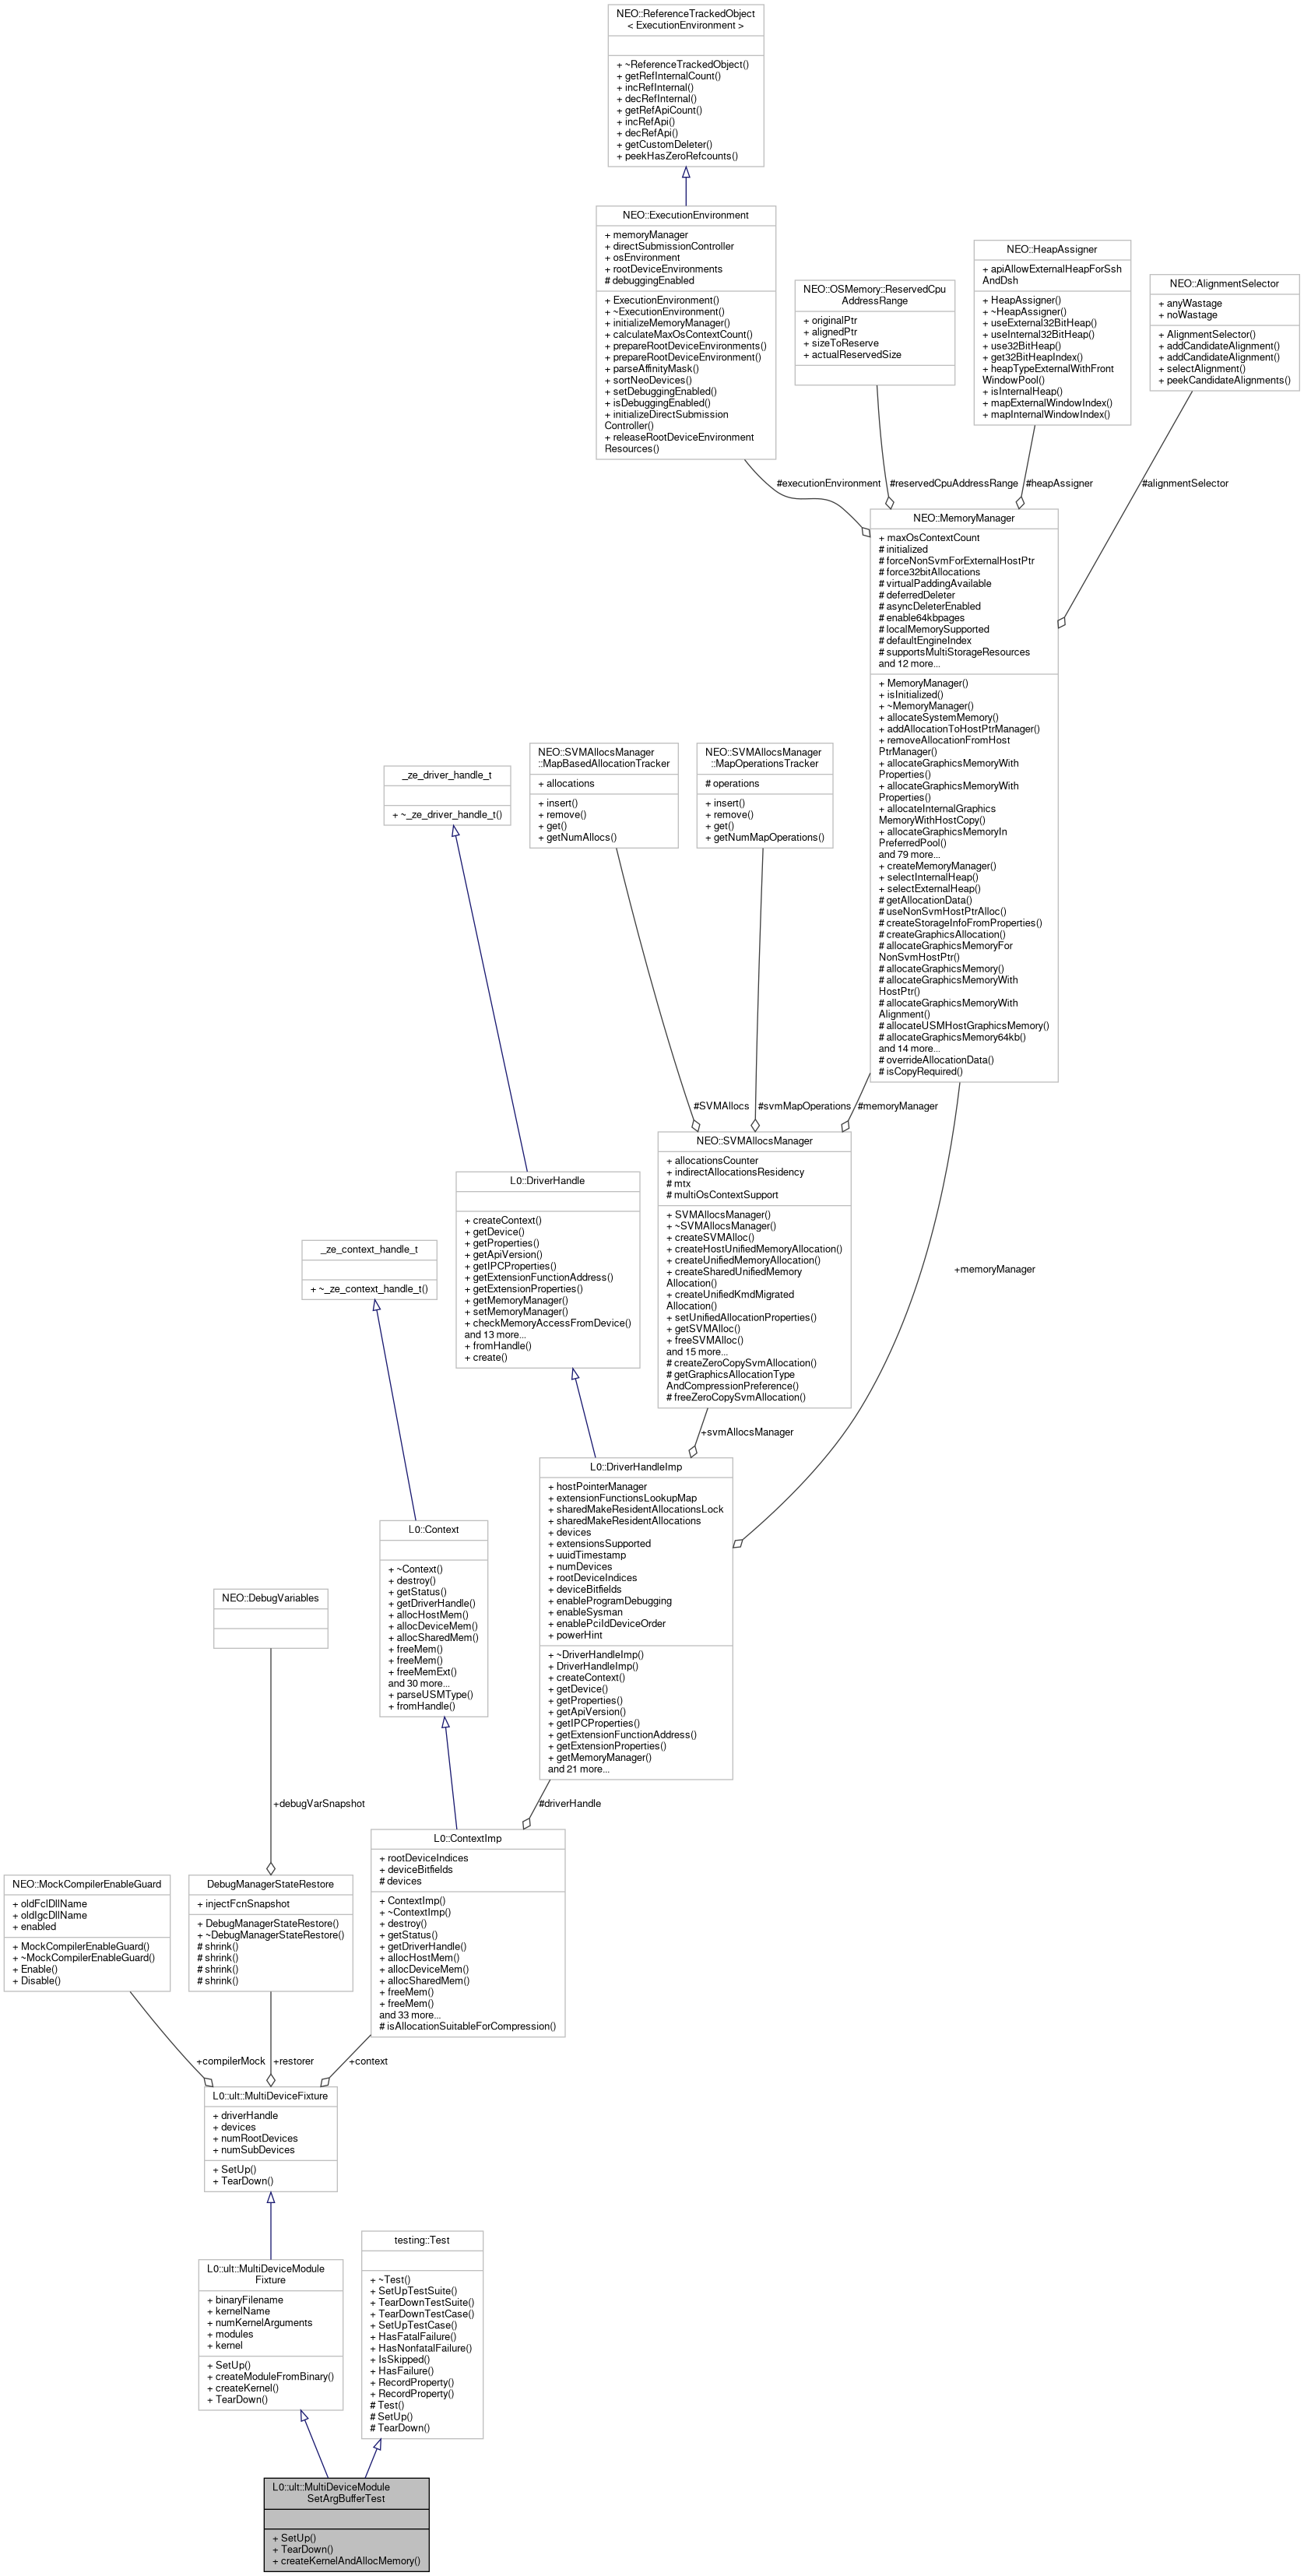 NEO::ReferenceTrackedObject
< ExecutionEnvironment >
+ ~ReferenceTrackedObject()
+ getRefInternalCount()
+ incRefInternal()
+ decRefInternal()
+ getRefApiCount()
+ incRefApi()
+ decRefApi()
+ getCustomDeleter()
+ peekHasZeroRefcounts()
NEO::ExecutionEnvironment
+ memoryManager
+ directSubmissionController
+ osEnvironment
+ rootDeviceEnvironments
# debuggingEnabled
+ ExecutionEnvironment()
+ ~ExecutionEnvironment()
+ initializeMemoryManager()
+ calculateMaxOsContextCount()
+ prepareRootDeviceEnvironments()
+ prepareRootDeviceEnvironment()
+ parseAffinityMask()
+ sortNeoDevices()
+ setDebuggingEnabled()
+ isDebuggingEnabled()
+ initializeDirectSubmission
Controller()
+ releaseRootDeviceEnvironment
Resources()
NEO::OSMemory::ReservedCpu
AddressRange
+ originalPtr
+ alignedPtr
+ sizeToReserve
+ actualReservedSize
NEO::HeapAssigner
+ apiAllowExternalHeapForSsh
AndDsh
+ HeapAssigner()
+ ~HeapAssigner()
+ useExternal32BitHeap()
+ useInternal32BitHeap()
+ use32BitHeap()
+ get32BitHeapIndex()
+ heapTypeExternalWithFront
WindowPool()
+ isInternalHeap()
+ mapExternalWindowIndex()
+ mapInternalWindowIndex()
NEO::AlignmentSelector
+ anyWastage
+ noWastage
+ AlignmentSelector()
+ addCandidateAlignment()
+ addCandidateAlignment()
+ selectAlignment()
+ peekCandidateAlignments()
#executionEnvironment
#reservedCpuAddressRange
#heapAssigner
#alignmentSelector
NEO::MemoryManager
+ maxOsContextCount
# initialized
# forceNonSvmForExternalHostPtr
# force32bitAllocations
# virtualPaddingAvailable
# deferredDeleter
# asyncDeleterEnabled
# enable64kbpages
# localMemorySupported
# defaultEngineIndex
# supportsMultiStorageResources
and 12 more...
+ MemoryManager()
+ isInitialized()
+ ~MemoryManager()
+ allocateSystemMemory()
+ addAllocationToHostPtrManager()
+ removeAllocationFromHost
PtrManager()
+ allocateGraphicsMemoryWith
Properties()
+ allocateGraphicsMemoryWith
Properties()
+ allocateInternalGraphics
MemoryWithHostCopy()
+ allocateGraphicsMemoryIn
PreferredPool()
and 79 more...
+ createMemoryManager()
+ selectInternalHeap()
+ selectExternalHeap()
# getAllocationData()
# useNonSvmHostPtrAlloc()
# createStorageInfoFromProperties()
# createGraphicsAllocation()
# allocateGraphicsMemoryFor
NonSvmHostPtr()
# allocateGraphicsMemory()
# allocateGraphicsMemoryWith
HostPtr()
# allocateGraphicsMemoryWith
Alignment()
# allocateUSMHostGraphicsMemory()
# allocateGraphicsMemory64kb()
and 14 more...
# overrideAllocationData()
# isCopyRequired()
NEO::SVMAllocsManager
::MapBasedAllocationTracker
+ allocations
+ insert()
+ remove()
+ get()
+ getNumAllocs()
NEO::SVMAllocsManager
::MapOperationsTracker
# operations
+ insert()
+ remove()
+ get()
+ getNumMapOperations()
_ze_driver_handle_t
+ ~_ze_driver_handle_t()
#SVMAllocs
#svmMapOperations
#memoryManager
NEO::SVMAllocsManager
+ allocationsCounter
+ indirectAllocationsResidency
# mtx
# multiOsContextSupport
+ SVMAllocsManager()
+ ~SVMAllocsManager()
+ createSVMAlloc()
+ createHostUnifiedMemoryAllocation()
+ createUnifiedMemoryAllocation()
+ createSharedUnifiedMemory
Allocation()
+ createUnifiedKmdMigrated
Allocation()
+ setUnifiedAllocationProperties()
+ getSVMAlloc()
+ freeSVMAlloc()
and 15 more...
# createZeroCopySvmAllocation()
# getGraphicsAllocationType
AndCompressionPreference()
# freeZeroCopySvmAllocation()
L0::DriverHandle
+ createContext()
+ getDevice()
+ getProperties()
+ getApiVersion()
+ getIPCProperties()
+ getExtensionFunctionAddress()
+ getExtensionProperties()
+ getMemoryManager()
+ setMemoryManager()
+ checkMemoryAccessFromDevice()
and 13 more...
+ fromHandle()
+ create()
_ze_context_handle_t
+ ~_ze_context_handle_t()
+memoryManager
+svmAllocsManager
L0::DriverHandleImp
+ hostPointerManager
+ extensionFunctionsLookupMap
+ sharedMakeResidentAllocationsLock
+ sharedMakeResidentAllocations
+ devices
+ extensionsSupported
+ uuidTimestamp
+ numDevices
+ rootDeviceIndices
+ deviceBitfields
+ enableProgramDebugging
+ enableSysman
+ enablePciIdDeviceOrder
+ powerHint
+ ~DriverHandleImp()
+ DriverHandleImp()
+ createContext()
+ getDevice()
+ getProperties()
+ getApiVersion()
+ getIPCProperties()
+ getExtensionFunctionAddress()
+ getExtensionProperties()
+ getMemoryManager()
and 21 more...
L0::Context
+ ~Context()
+ destroy()
+ getStatus()
+ getDriverHandle()
+ allocHostMem()
+ allocDeviceMem()
+ allocSharedMem()
+ freeMem()
+ freeMem()
+ freeMemExt()
and 30 more...
+ parseUSMType()
+ fromHandle()
NEO::DebugVariables
+debugVarSnapshot
#driverHandle
L0::ContextImp
+ rootDeviceIndices
+ deviceBitfields
# devices
+ ContextImp()
+ ~ContextImp()
+ destroy()
+ getStatus()
+ getDriverHandle()
+ allocHostMem()
+ allocDeviceMem()
+ allocSharedMem()
+ freeMem()
+ freeMem()
and 33 more...
# isAllocationSuitableForCompression()
NEO::MockCompilerEnableGuard
+ oldFclDllName
+ oldIgcDllName
+ enabled
+ MockCompilerEnableGuard()
+ ~MockCompilerEnableGuard()
+ Enable()
+ Disable()
DebugManagerStateRestore
+ injectFcnSnapshot
+ DebugManagerStateRestore()
+ ~DebugManagerStateRestore()
# shrink()
# shrink()
# shrink()
# shrink()
+compilerMock
+restorer
+context
L0::ult::MultiDeviceFixture
+ driverHandle
+ devices
+ numRootDevices
+ numSubDevices
+ SetUp()
+ TearDown()
L0::ult::MultiDeviceModule
Fixture
+ binaryFilename
+ kernelName
+ numKernelArguments
+ modules
+ kernel
+ SetUp()
+ createModuleFromBinary()
+ createKernel()
+ TearDown()
testing::Test
+ ~Test()
+ SetUpTestSuite()
+ TearDownTestSuite()
+ TearDownTestCase()
+ SetUpTestCase()
+ HasFatalFailure()
+ HasNonfatalFailure()
+ IsSkipped()
+ HasFailure()
+ RecordProperty()
+ RecordProperty()
# Test()
# SetUp()
# TearDown()
L0::ult::MultiDeviceModule
SetArgBufferTest
+ SetUp()
+ TearDown()
+ createKernelAndAllocMemory()